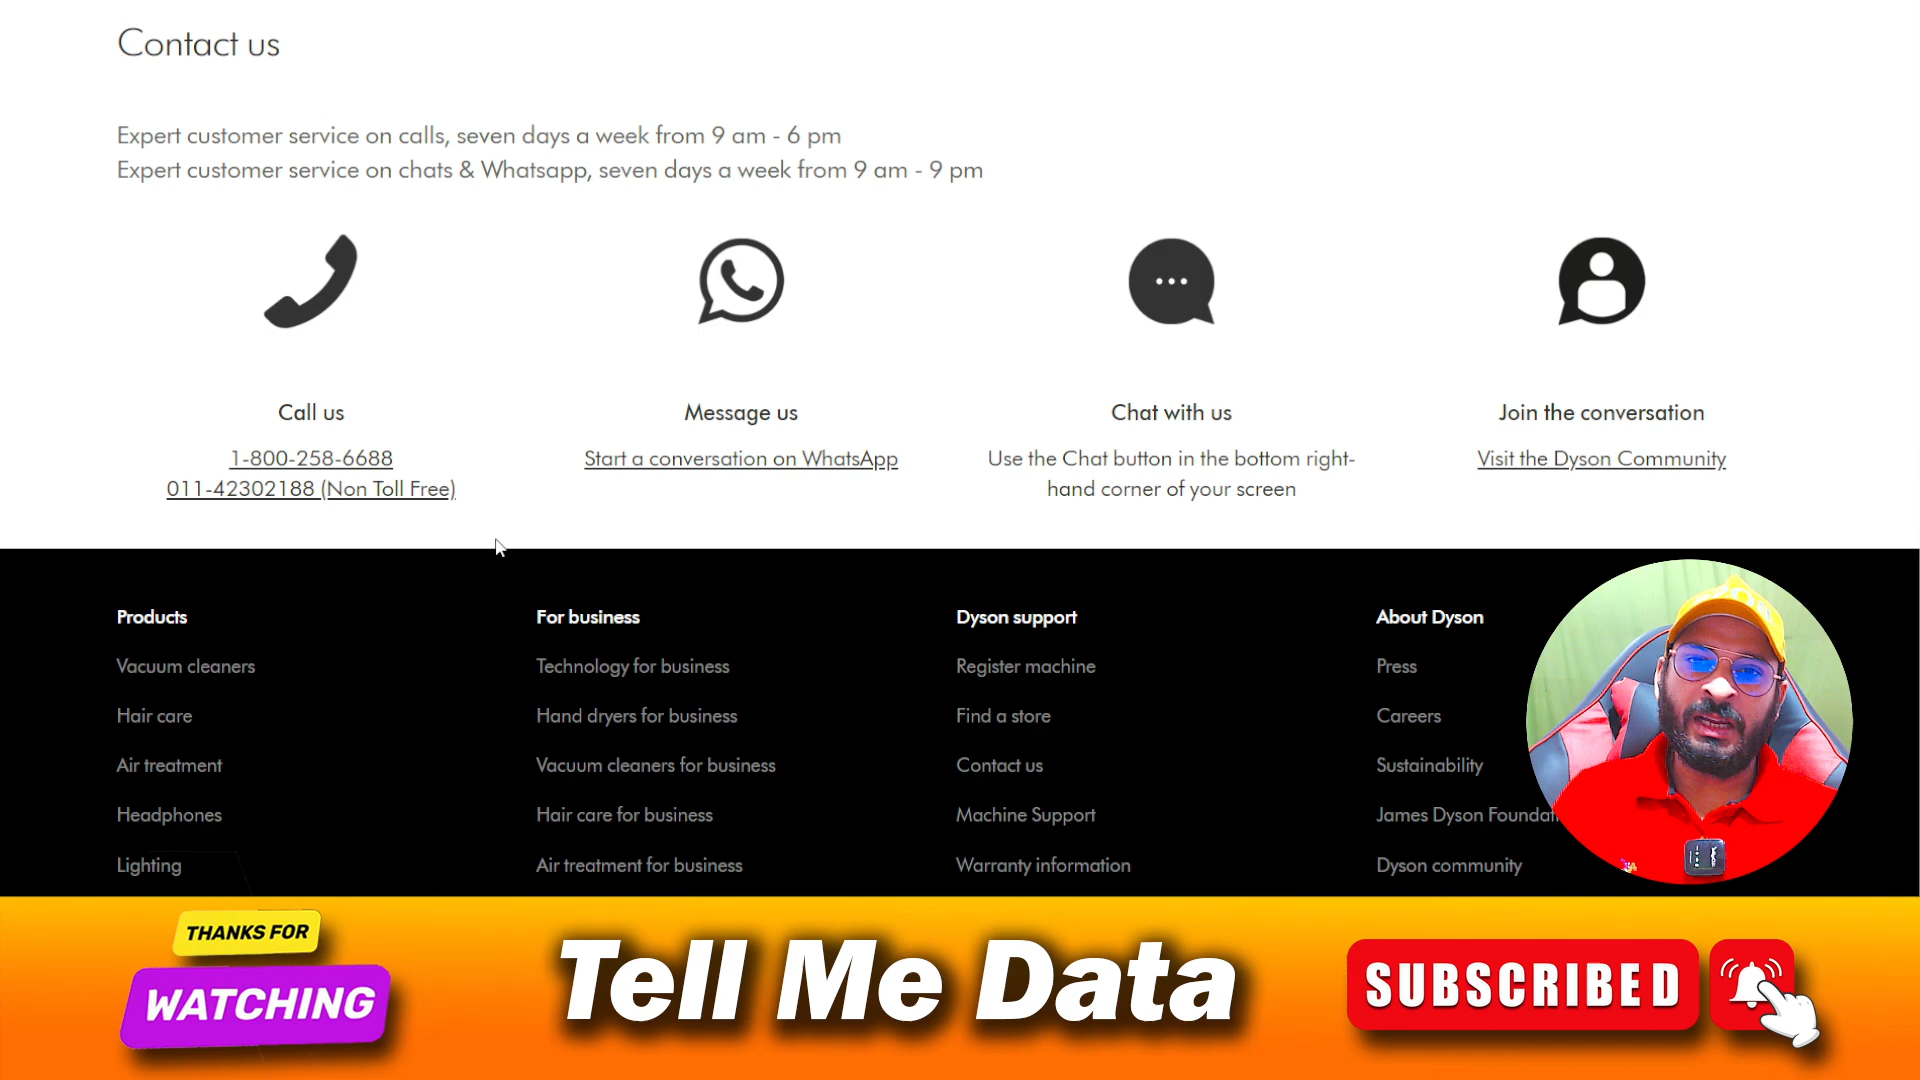 Contact us
Expert customer service on calls, seven days a week from 9 am - 6 pm
Expert customer service on chats & Whatsapp, seven days a week from 9 am - 9 pm
Call us
1-800-258-6688
011-42302188 (Non Toll Free)
Message us
Start a conversation on WhatsApp
Chat with us
Use the Chat button in the bottom right-
hand corner of your screen
Join the conversation
Visit the Dyson Community
Products
Vacuum cleaners
Hair care
Air treatment
Headphones
Lighting
For business
Technology for business
Hand dryers for business
Vacuum cleaners for business
Hair care for business
Air treatment for business
Dyson support
Register machine
Find a store
Contact us
Machine Support
Warranty information
About Dyson
Press
Careers
Sustainability
James Dyson
Dyson community
THANKS FOR
WATCHING
Tell Me Data
SUBSCRIBED